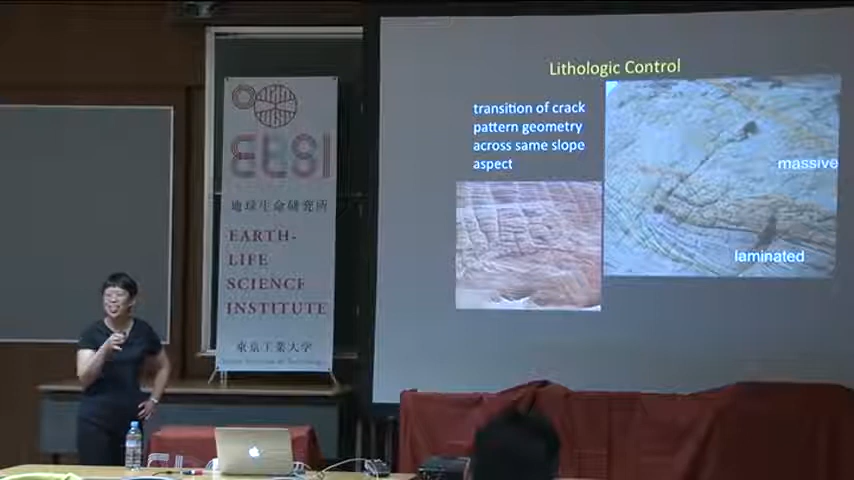 ELSI
地球生命研究所
EARTH-
LIFE
SCIENCE
INSTITUTE
東京工業大学
Lithologic Control
transition of crack
pattern geometry
across same slope
aspect
massive
laminated